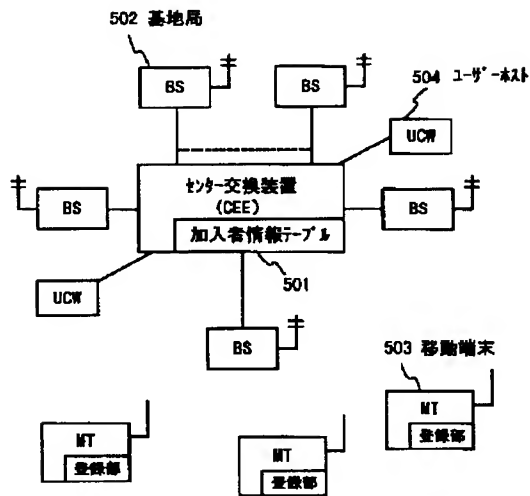 502 基地局
BS
BS
504 ユーザーホスト
UCW
センター交換装置
(CEE)
加入者情報テーブル
BS
BS
501
UCW
BS
503 移動端末
MT
登録部
MT
登録部
MT
登録部